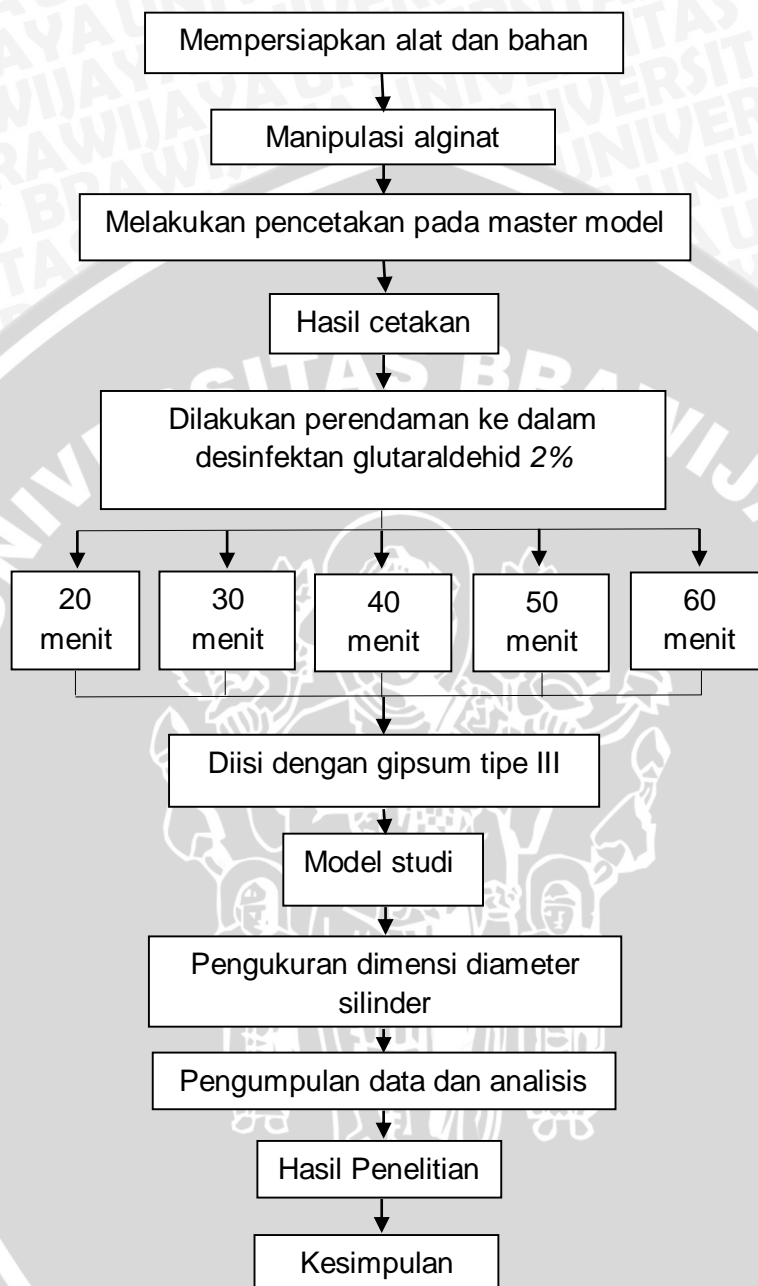 Mempersiapkan alat dan bahan
Manipulasi alginat
Melakukan pencetakan pada master model
Hasil cetakan
Dilakukan perendaman ke dalam
desinfektan glutaraldehid 2%
20
menit
30
menit
40
menit
50
menit
60
menit
Diisi dengan gipsum tipe III
Model studi
Pengukuran dimensi diameter
silinder
Pengumpulan data dan analisis
Hasil Penelitian
Kesimpulan